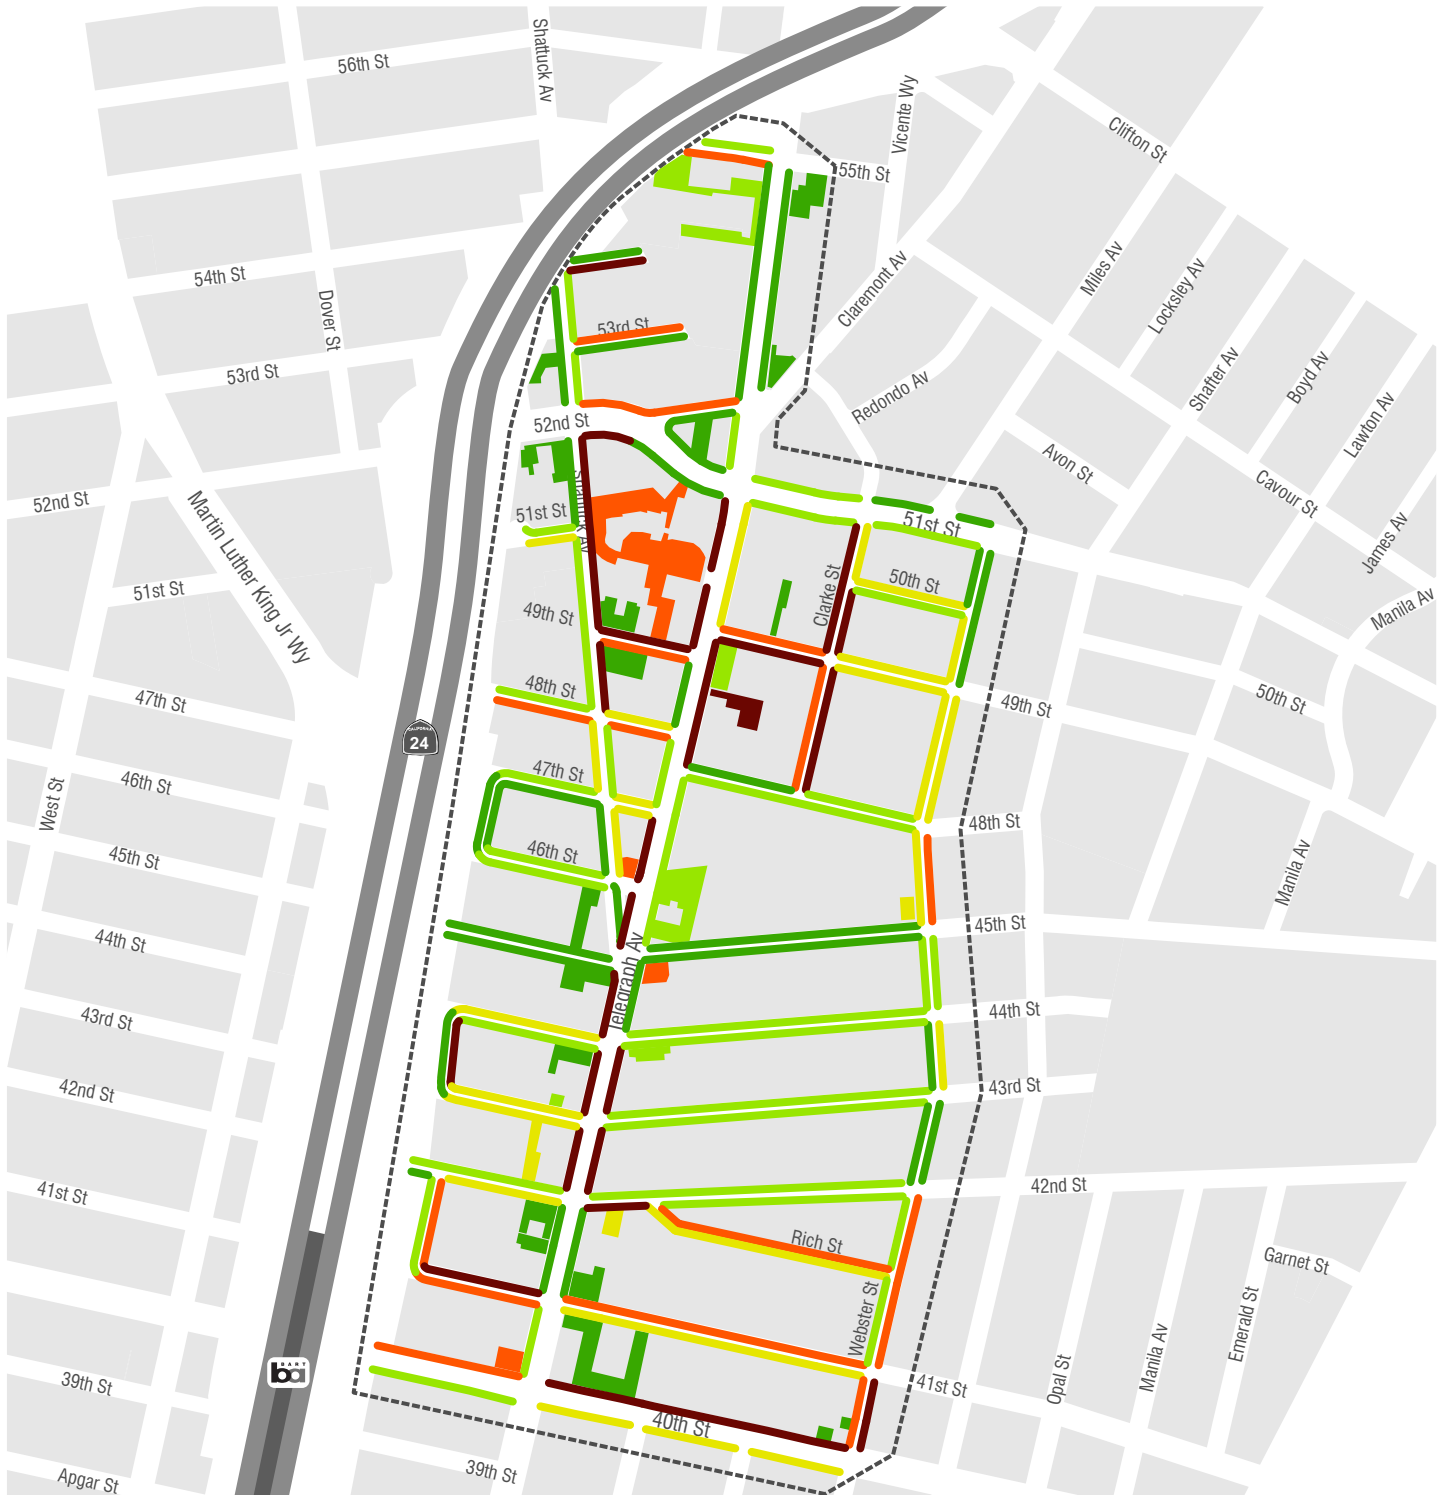 Shattuck Av
56th St
Vicente Wy
Clifton St
55th St
54th St
Dover St
Claremont Av
Miles Av
Locksley Av
53rd St
53rd St
Shafter Av
Boyd Av
Lawton Av
Redondo Av
52nd St
Avon St
Cavour St
52nd St
Martin Luther King Jr Wy
Shattuck Av
51st St
51st St
James Av
51st St
50th St
Clarke St
49th St
Manila Av
47th St
48th St
49th St
50th St
CALIFORNIA
24
46th St
47th St
West St
48th St
45th St
46th St
Manila Av
44th St
45th St
Telegraph Av
43rd St
44th St
42nd St
43rd St
41st St
42nd St
Rich St
Garnet St
Webster St
Emerald St
Manila Av
Opal St
BART
ba
39th St
41st St
40th St
39th St
Apgar St